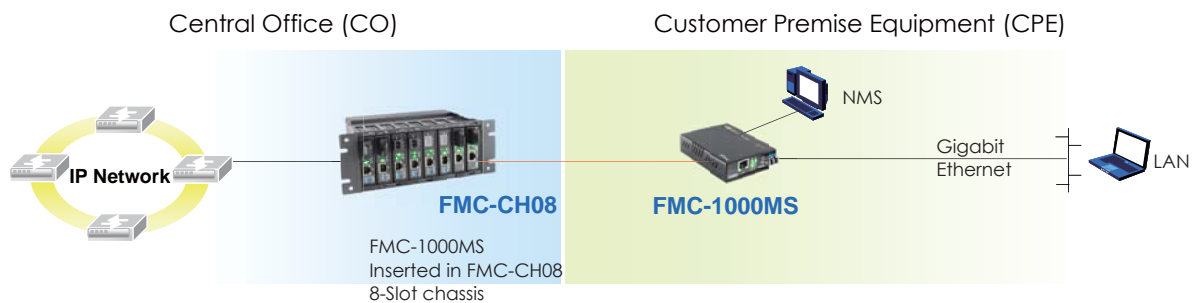 Central Office (CO)
Customer Premise Equipment (CPE)
NMS
IP Network
Gigabit
Ethernet
LAN
FMC-CH08
FMC-1000MS
FMC-1000MS
Inserted in FMC-CH08
8-Slot chassis